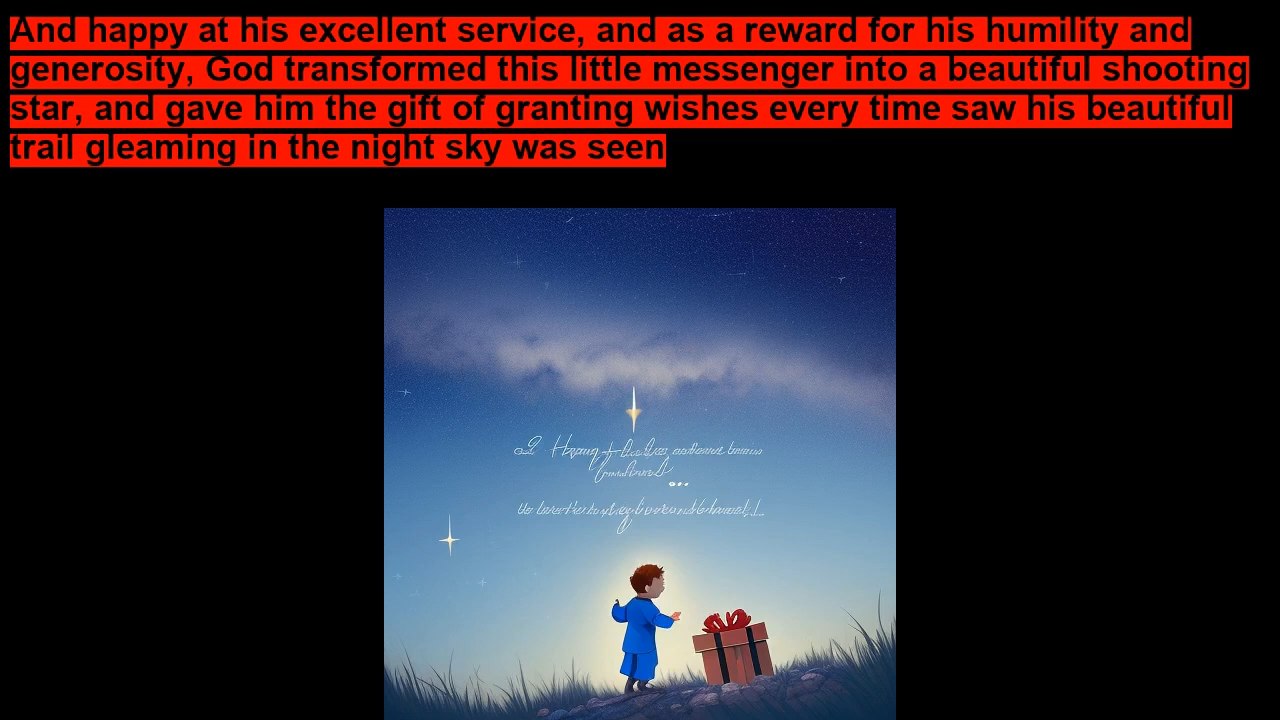 And happy at his excellent service, and as a reward for his humility and
generosity, God transformed this little messenger into a beautiful shooting
star, and gave him the gift of granting wishes every time saw his beautiful
trail gleaming in the night sky was seen